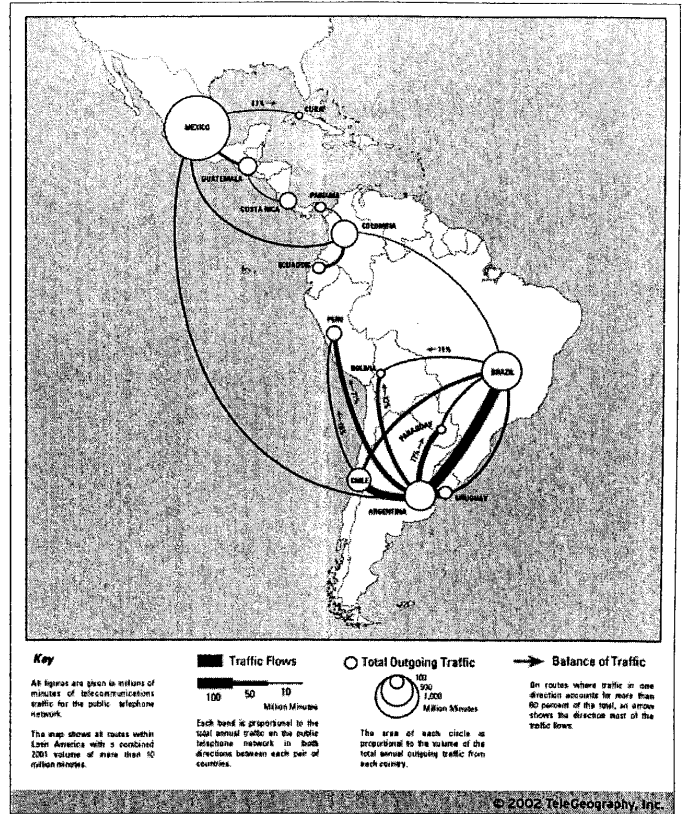 MEXICO
CUBA
GUATEMALA
COSTA RICA
PANAMA
COLOMBIA
ECUADOR
PERU
BOLIVIA
BRAZIL
PARAGUAY
CHILE
ARGENTINA
URUGUAY
Key
All figures are given in millions of
minutes of telecommunications
traffic for the public telephone
network.
The map shows all routes within
Latin America with a combined
2001 volume of more than 10
million minutes.
Traffic Flows
100 50 10
Million Minutes
Each band is proportional to the
total annual traffic on the public
telephone network in both
directions between each pair of
countries.
Total Outgoing Traffic
100
500
1,000
Million Minutes
The area of each circle is
proportional to the volume of the
total annual outgoing traffic from
each country.
Balance of Traffic
On routes where traffic in one
direction accounts for more than
60 percent of the total, an arrow
shows the direction most of the
traffic flows.
© 2002 TeleGeography, Inc.